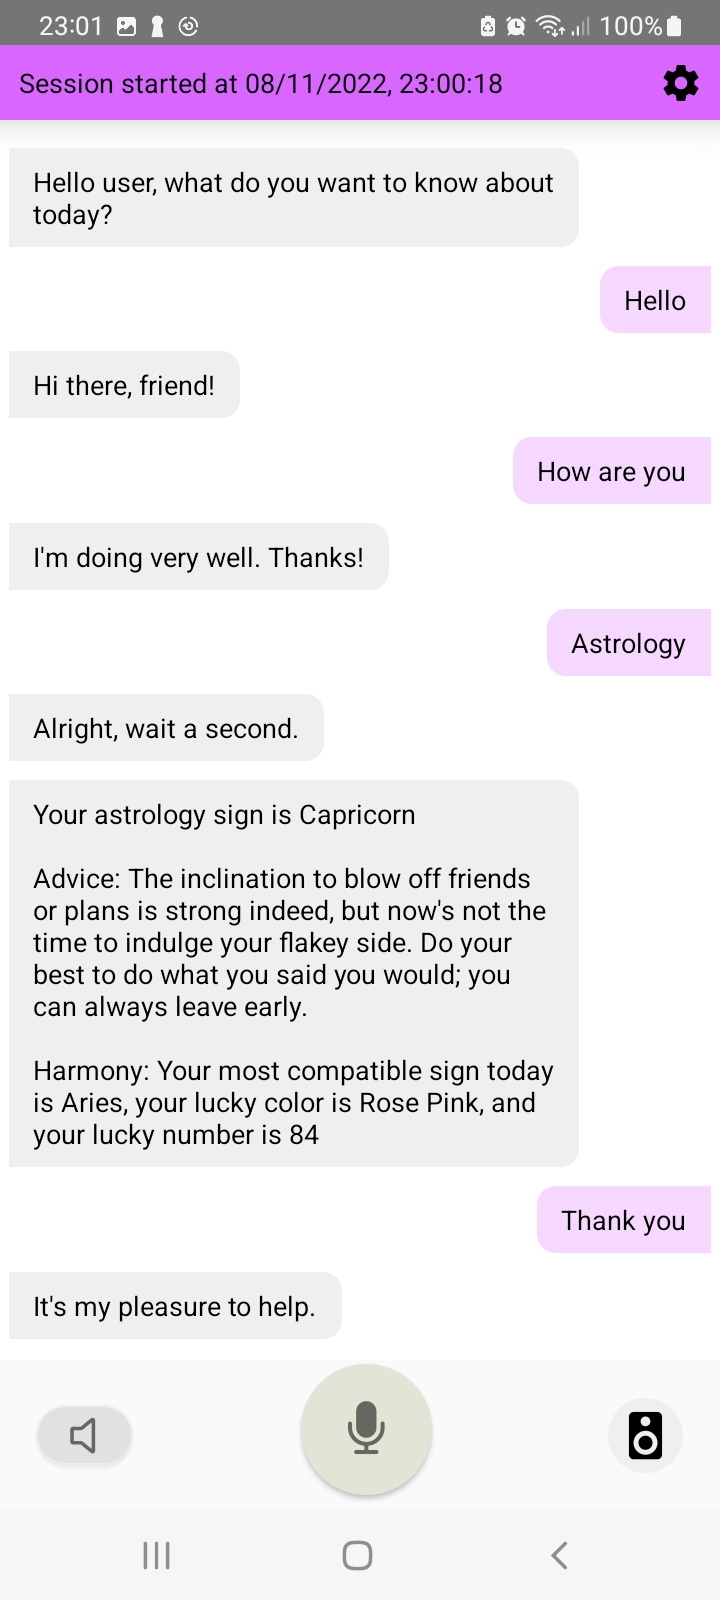 23:01
100%
Session started at 08/11/2022, 23:00:18
Hello user, what do you want to know about
today?
Hello
Hi there, friend!
How are you
I'm doing very well. Thanks!
Astrology
Alright, wait a second.
Your astrology sign is Capricorn
Advice: The inclination to blow off friends
or plans is strong indeed, but now's not the
time to indulge your flakey side. Do your
best to do what you said you would; you
can always leave early.
Harmony: Your most compatible sign today
is Aries, your lucky color is Rose Pink, and
your lucky number is 84
Thank you
It's my pleasure to help.